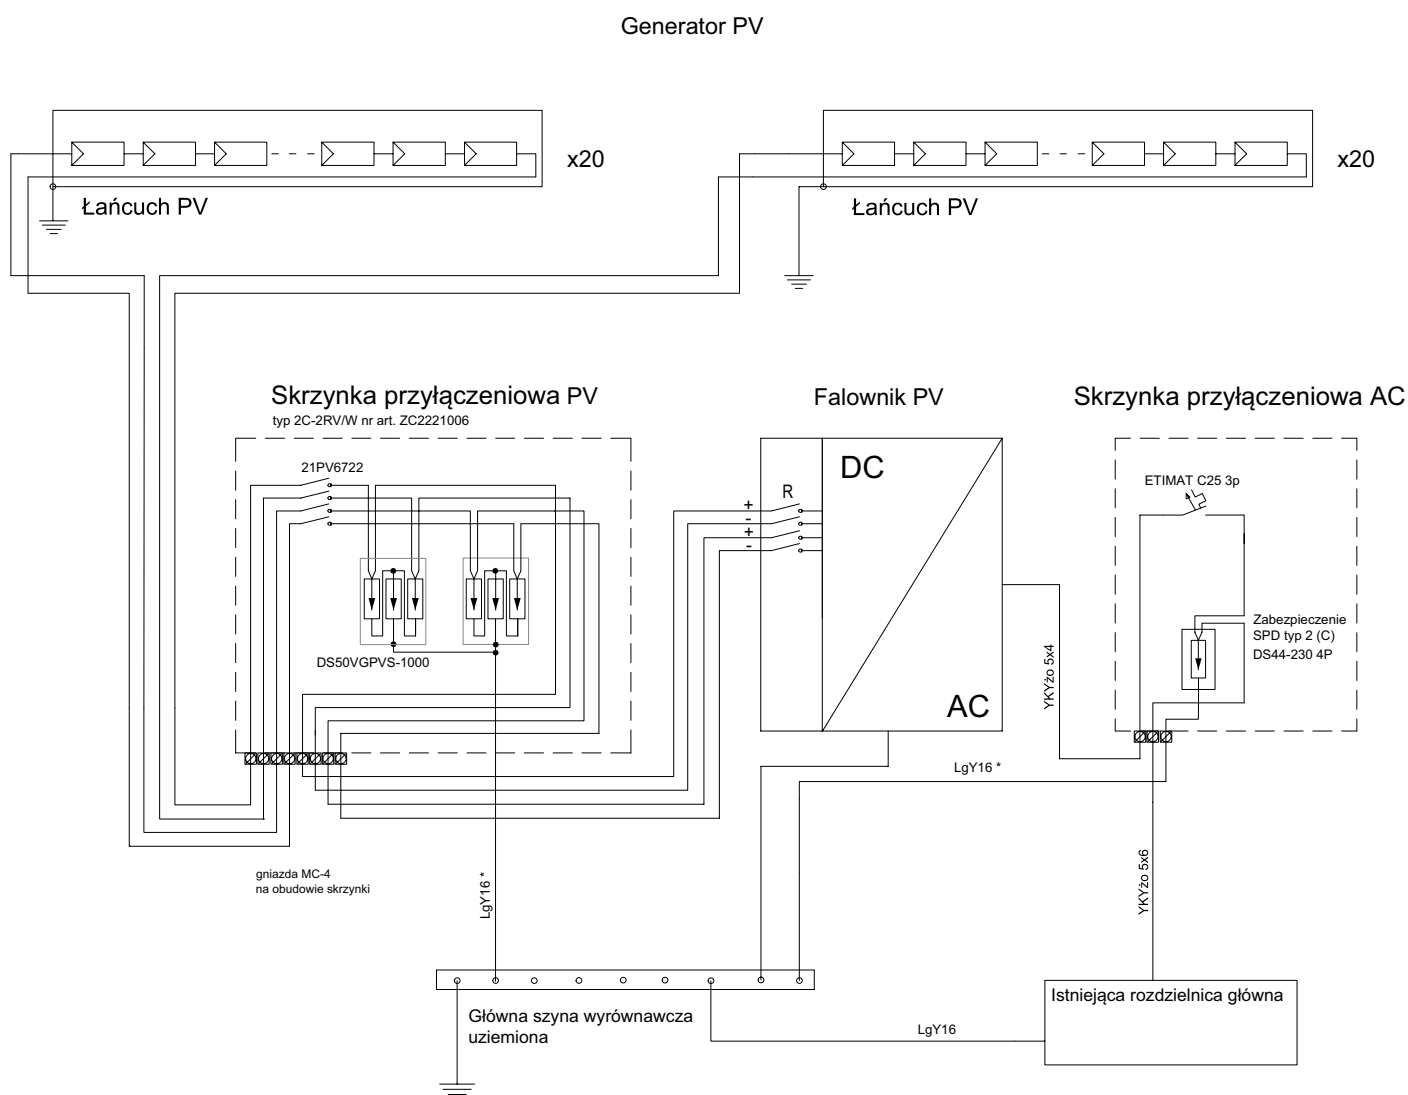 Generator PV
x20
x20
Łańcuch PV
Łańcuch PV
Skrzynka przyłączeniowa PV
typ 2C-2RV/W nr art. ZC2221006
Falownik PV
Skrzynka przyłączeniowa AC
21PV6722
DC
R
+
-
+
-
ETIMAT C25 3p
Zabezpieczenie
SPD typ 2 (C)
DS44-230 4P
DS50VGPVS-1000
YKYżo 5x4
AC
LgY16 *
gniazda MC-4
na obudowie skrzynki
LgY16 *
YKYżo 5x6
Istniejąca rozdzielnica główna
Główna szyna wyrównawcza
uziemiona
LgY16